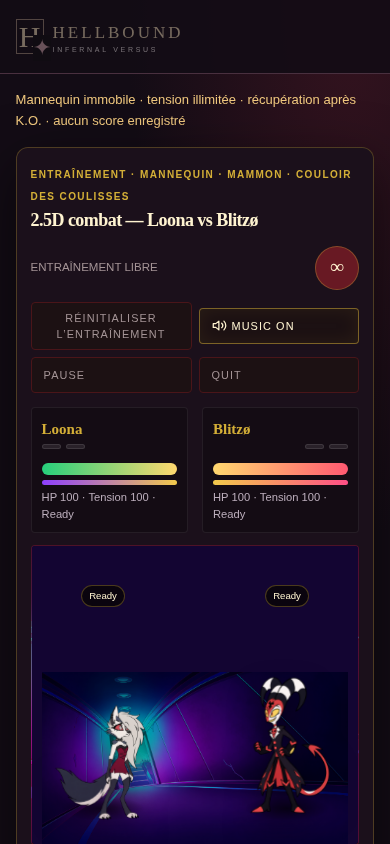 HELLBOUND
INFERNAL VERSUS
Mannequin immobile · tension illimitée · récupération après
K.O. · aucun score enregistré
ENTRAÎNEMENT · MANNEQUIN · MAMMON · COULOIR
DES COULISSES
2.5D combat — Loona vs Blitzø
ENTRAÎNEMENT LIBRE
∞
RÉINITIALISER
L'ENTRAÎNEMENT
MUSIC ON
PAUSE
QUIT
Loona
Blitzø
HP 100 · Tension 100 ·
Ready
HP 100 · Tension 100 ·
Ready
Ready
Ready